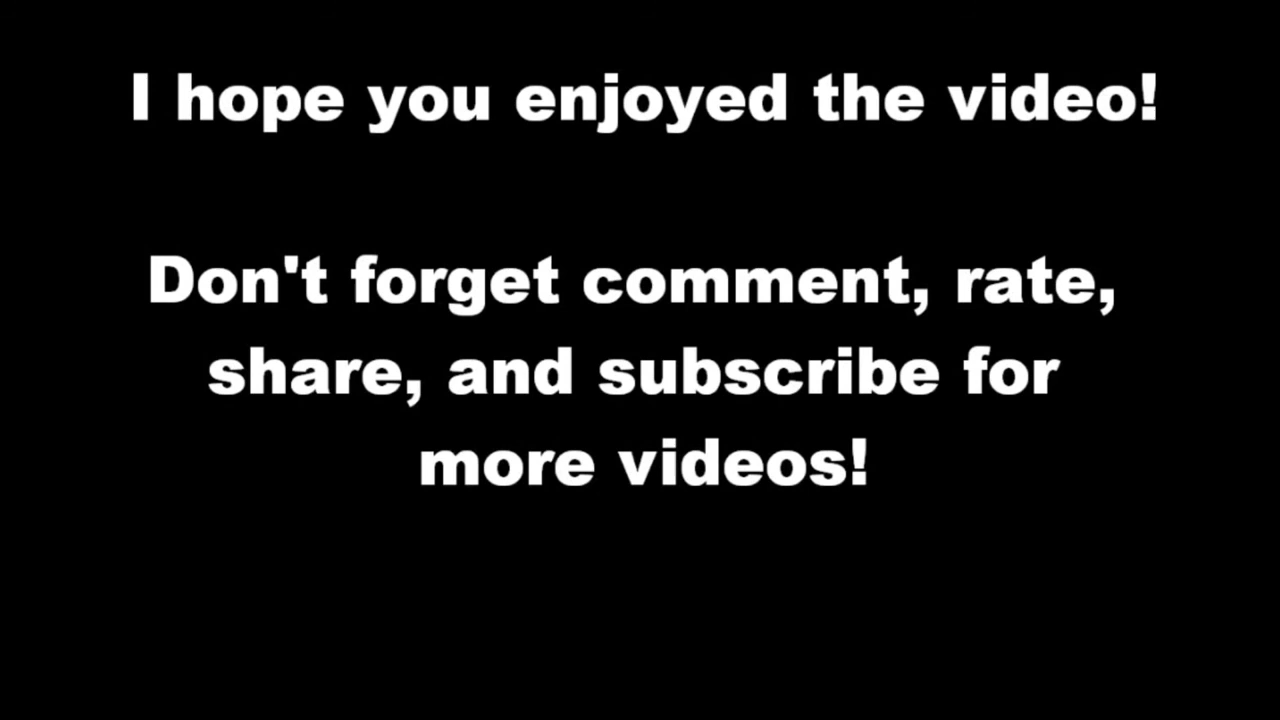 I hope you enjoyed the video!
Don't forget comment, rate,
share, and subscribe for
more videos!